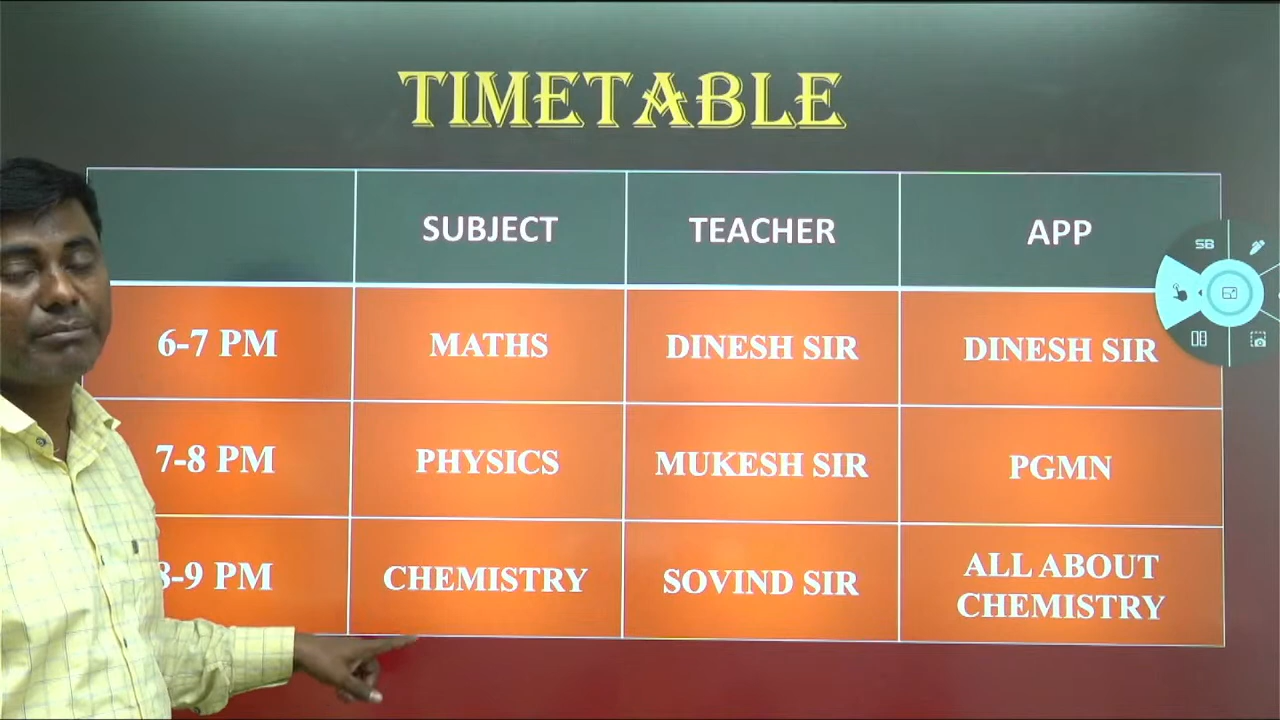 TIMETABLE
SUBJECT TEACHER APP
6-7 PM MATHS DINESH SIR DINESH SIR
7-8 PM PHYSICS MUKESH SIR PGMN
8-9 PM CHEMISTRY SOVIND SIR ALL ABOUT
CHEMISTRY
SB